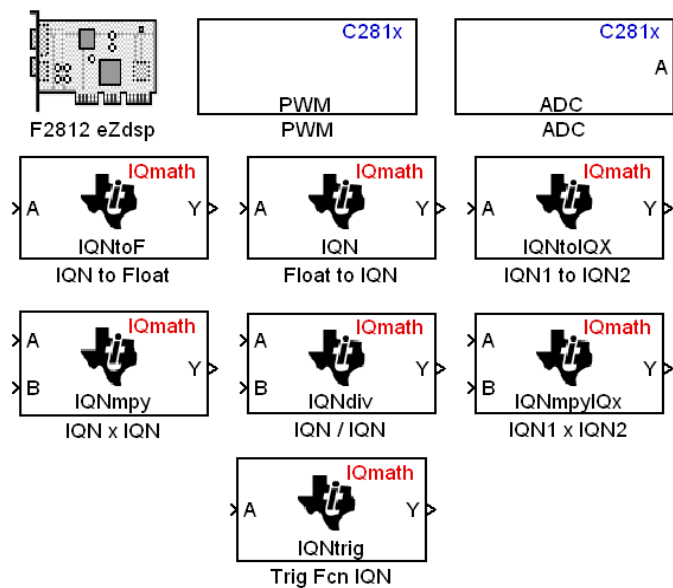 C281x
PWM
PWM
C281x
A
ADC
ADC
F2812 eZdsp
IQmath
A
Y
IQNtoF
IQN to Float
IQmath
A
Y
IQN
Float to IQN
IQmath
A
Y
IQNtoIQX
IQN1 to IQN2
IQmath
A
B
Y
IQNmpy
IQN x IQN
IQmath
A
B
Y
IQNdiv
IQN / IQN
IQmath
A
B
Y
IQNmpyIQx
IQN1 x IQN2
IQmath
A
Y
IQNtrig
Trig Fcn IQN